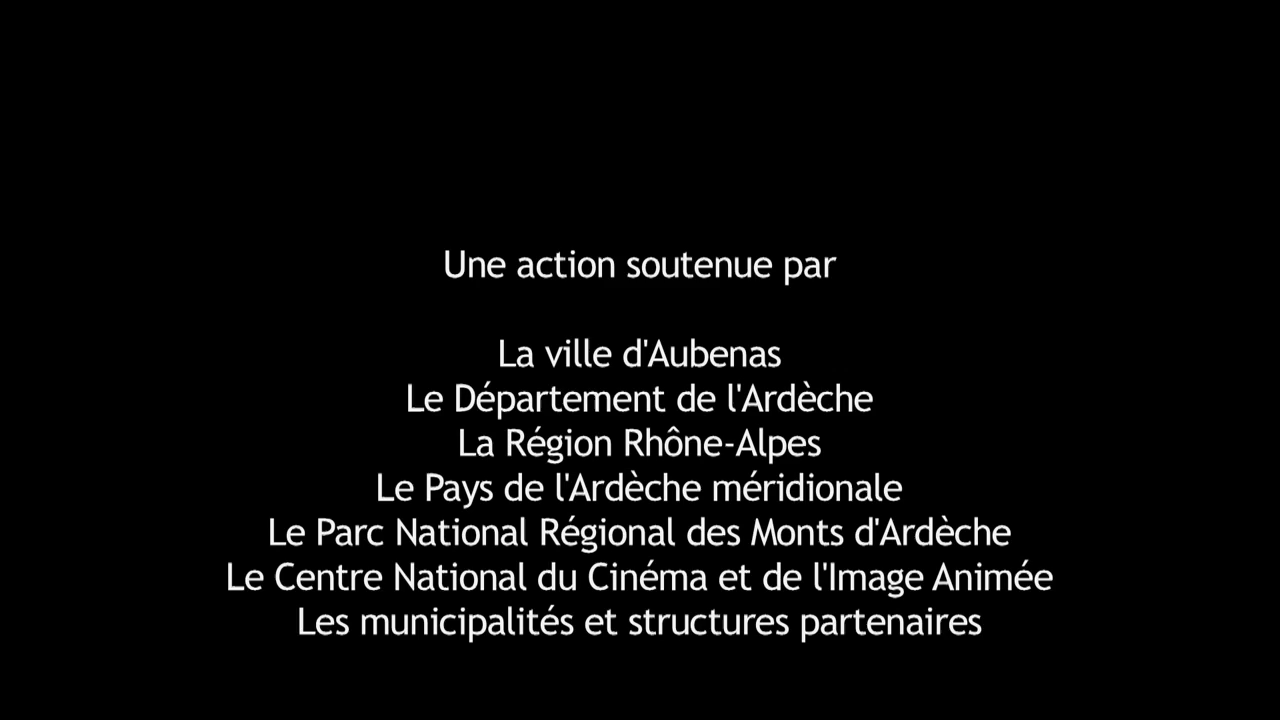 Une action soutenue par
La ville d'Aubenas
Le Département de l'Ardèche
La Région Rhône-Alpes
Le Pays de l'Ardèche méridionale
Le Parc National Régional des Monts d'Ardèche
Le Centre National du Cinéma et de l'Image Animée
Les municipalités et structures partenaires